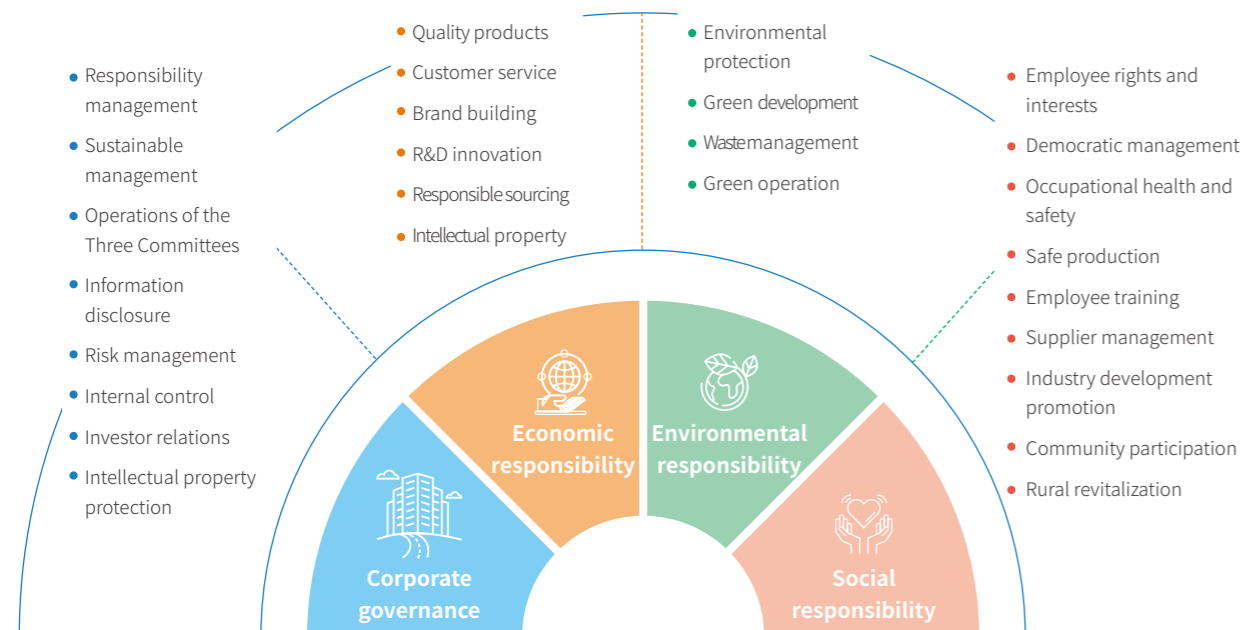 Responsibility
management
Sustainable
management
Operations of the
Three Committees
Information
disclosure
Risk management
Internal control
Investor relations
Intellectual property
protection
Quality products
Customer service
Brand building
R&D innovation
Responsible sourcing
Intellectual property
Environmental
protection
Green development
Wastemanagement
Green operation
Employee rights and
interests
Democratic management
Occupational health and
safety
Safe production
Employee training
Supplier management
Industry development
promotion
Community participation
Rural revitalization
Corporate
governance
Economic
responsibility
Environmental
responsibility
Social
responsibility